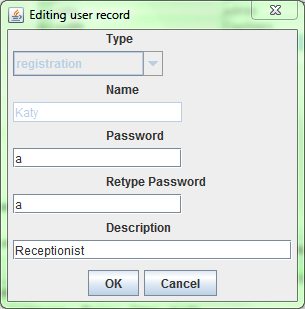 Editing user record
Type
registration
Name
Katy
Password
a
Retype Password
a
Description
Receptionist
OK Cancel